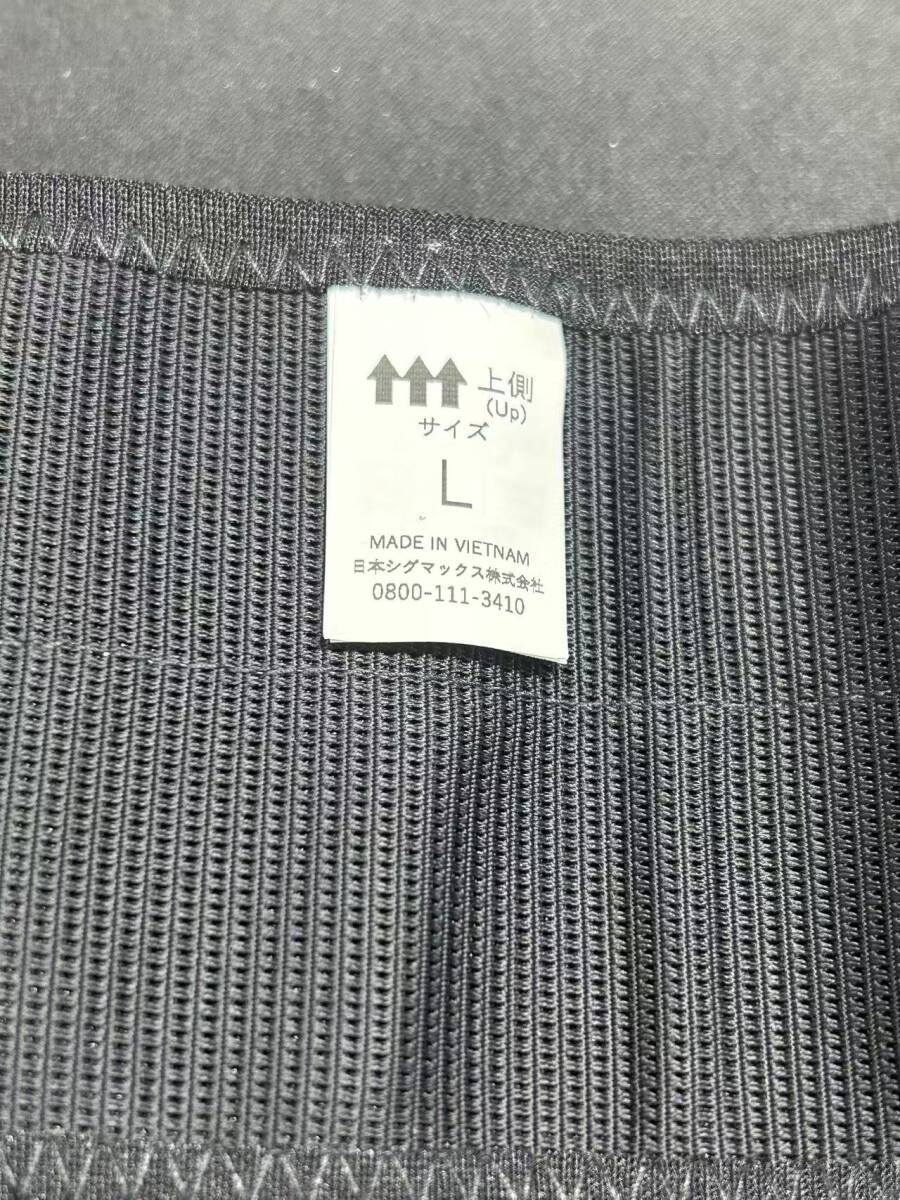 上側
(Up)
サイズ
L
MADE IN VIETNAM
日本シグマックス株式会社
0800-111-3410